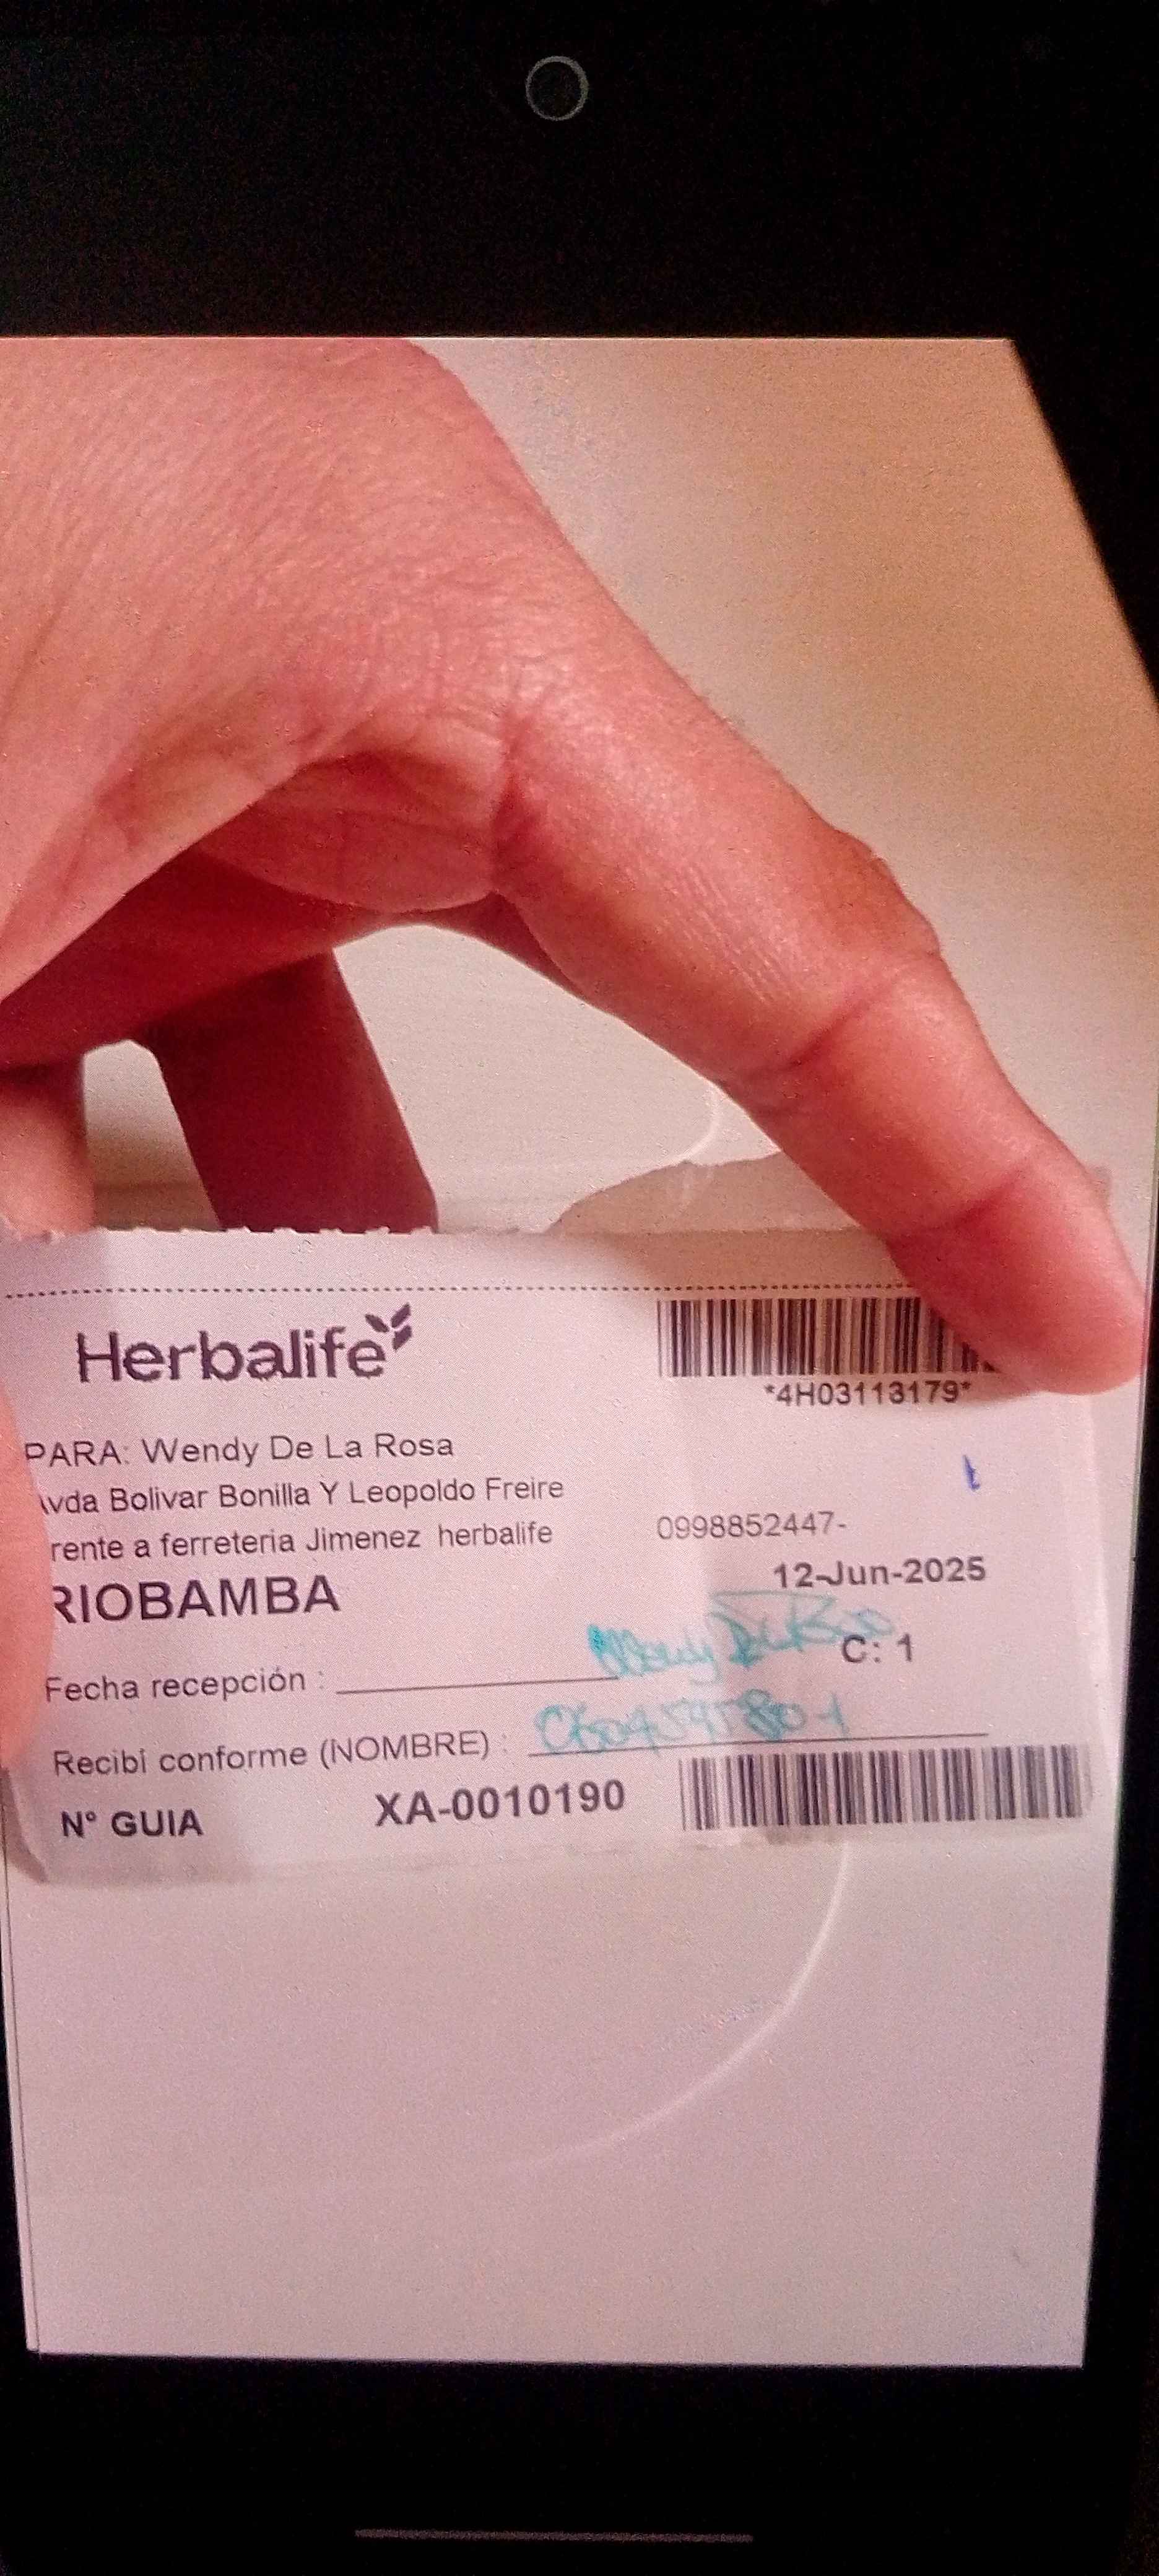 Herbalife
*4H03113179*
PARA: Wendy De La Rosa
Avda Bolivar Bonilla Y Leopoldo Freire
rente a ferreteria Jimenez herbalife
0998852447-
RIOBAMBA
12-Jun-2025
C: 1
Fecha recepción :
Recibí conforme (NOMBRE) :
N° GUIA XA-0010190